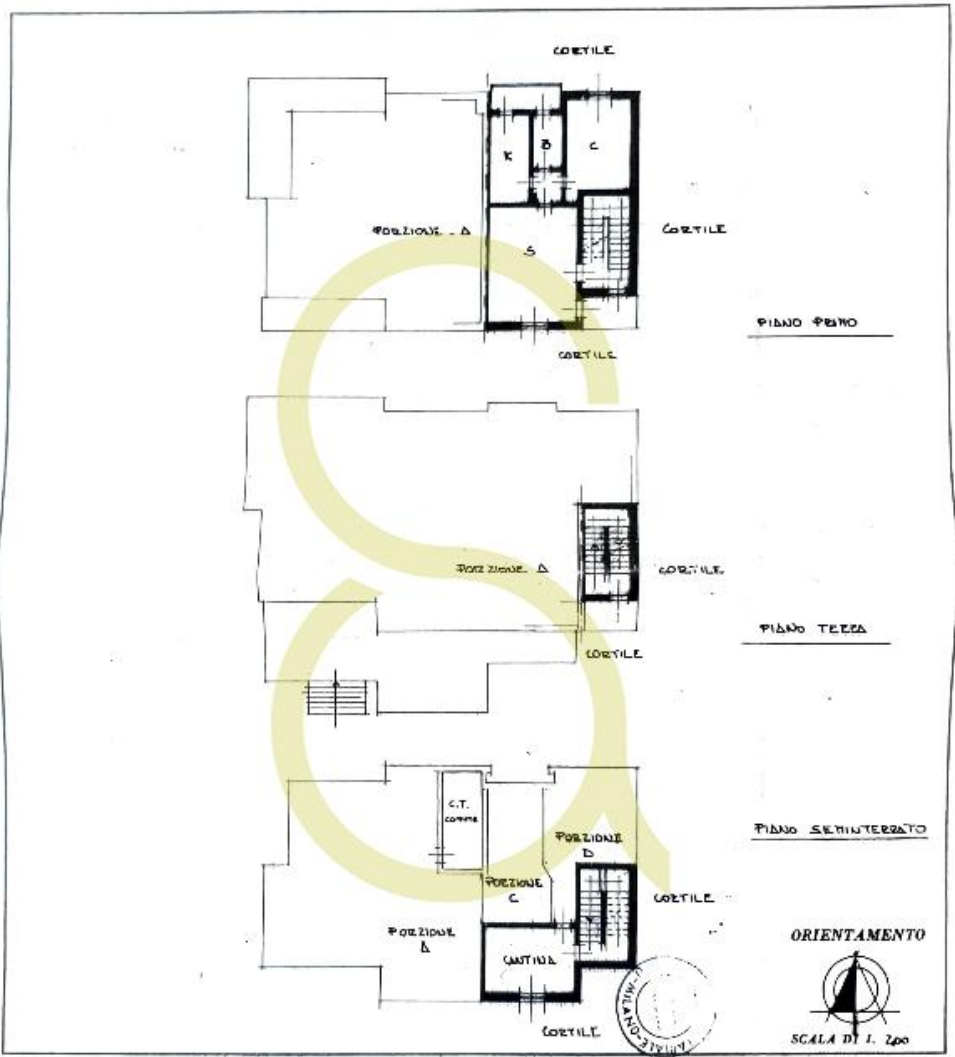 CORTILE
K
B
C
PORZIONE - A
S
CORTILE
PIANO PRIMO
CORTILE
PORZIONE A
CORTILE
PIANO TERRA
CORTILE
C.T.
comune
PORZIONE
D
PIANO SEMINTERRATO
PORZIONE
C
CORTILE
PORZIONE
A
CANTINA
ORIENTAMENTO
CORTILE
MILANO
SCALA DI 1: 200